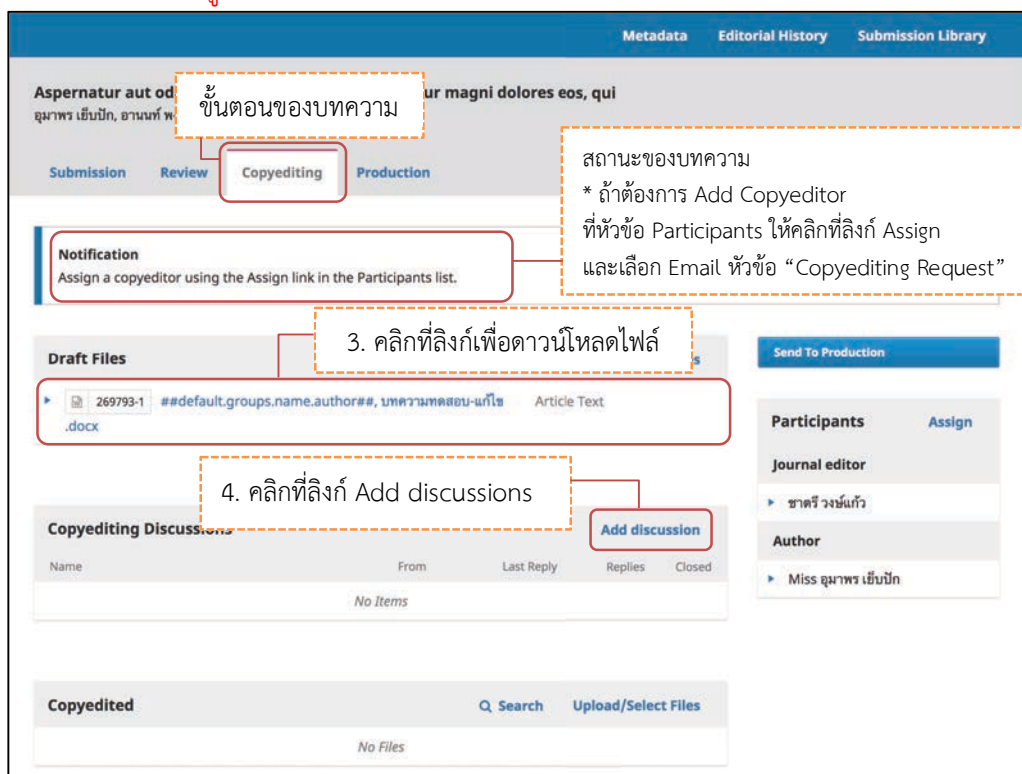 Metadata Editorial History Submission Library
Aspernatur aut od ur magni dolores eos, qui
อุมาพร เย็บปัก, อานนท์
ขั้นตอนของบทความ
Submission Review Copyediting Production
สถานะของบทความ
* ถ้าต้องการ Add Copyeditor
ที่หัวข้อ Participants ให้คลิกที่ลิงก์ Assign
และเลือก Email หัวข้อ “Copyediting Request”
Notification
Assign a copyeditor using the Assign link in the Participants list.
3. คลิกที่ลิงก์เพื่อดาวน์โหลดไฟล์
Draft Files
269793-1 ##default.groups.name.author##, บทความทดสอบ-แก้ไข Article Text
.docx
Send To Production
Participants Assign
Journal editor
ชาตรี วงษ์แก้ว
Author
Miss อุมาพร เย็บปัก
4. คลิกที่ลิงก์ Add discussions
Copyediting Discussions Add discussion
Name From Last Reply Replies Closed
No Items
Copyedited Search Upload/Select Files
No Files